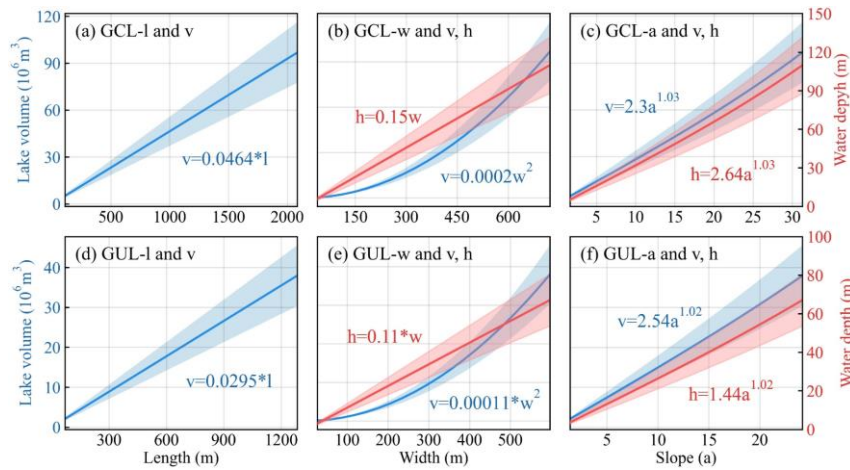 (a) GCL-l and v
(b) GCL-w and v, h
(c) GCL-a and v, h
Lake volume (10⁶ m³)
120
90
60
30
0
500
1000
1500
2000
v=0.0464*l
h=0.15w
v=0.0002w²
150
300
450
600
v=2.3a^1.03
h=2.64a^1.03
5
10
15
20
25
30
150
120
90
60
30
0
Water depyh (m)
(d) GUL-l and v
(e) GUL-w and v, h
(f) GUL-a and v, h
Lake volume (10⁶ m³)
40
30
20
10
0
300
600
900
1200
Length (m)
v=0.0295*l
h=0.11*w
v=0.00011*w²
100
200
300
400
500
Width (m)
v=2.54a^1.02
h=1.44a^1.02
5
10
15
20
Slope (a)
100
80
60
40
20
0
Water depth (m)